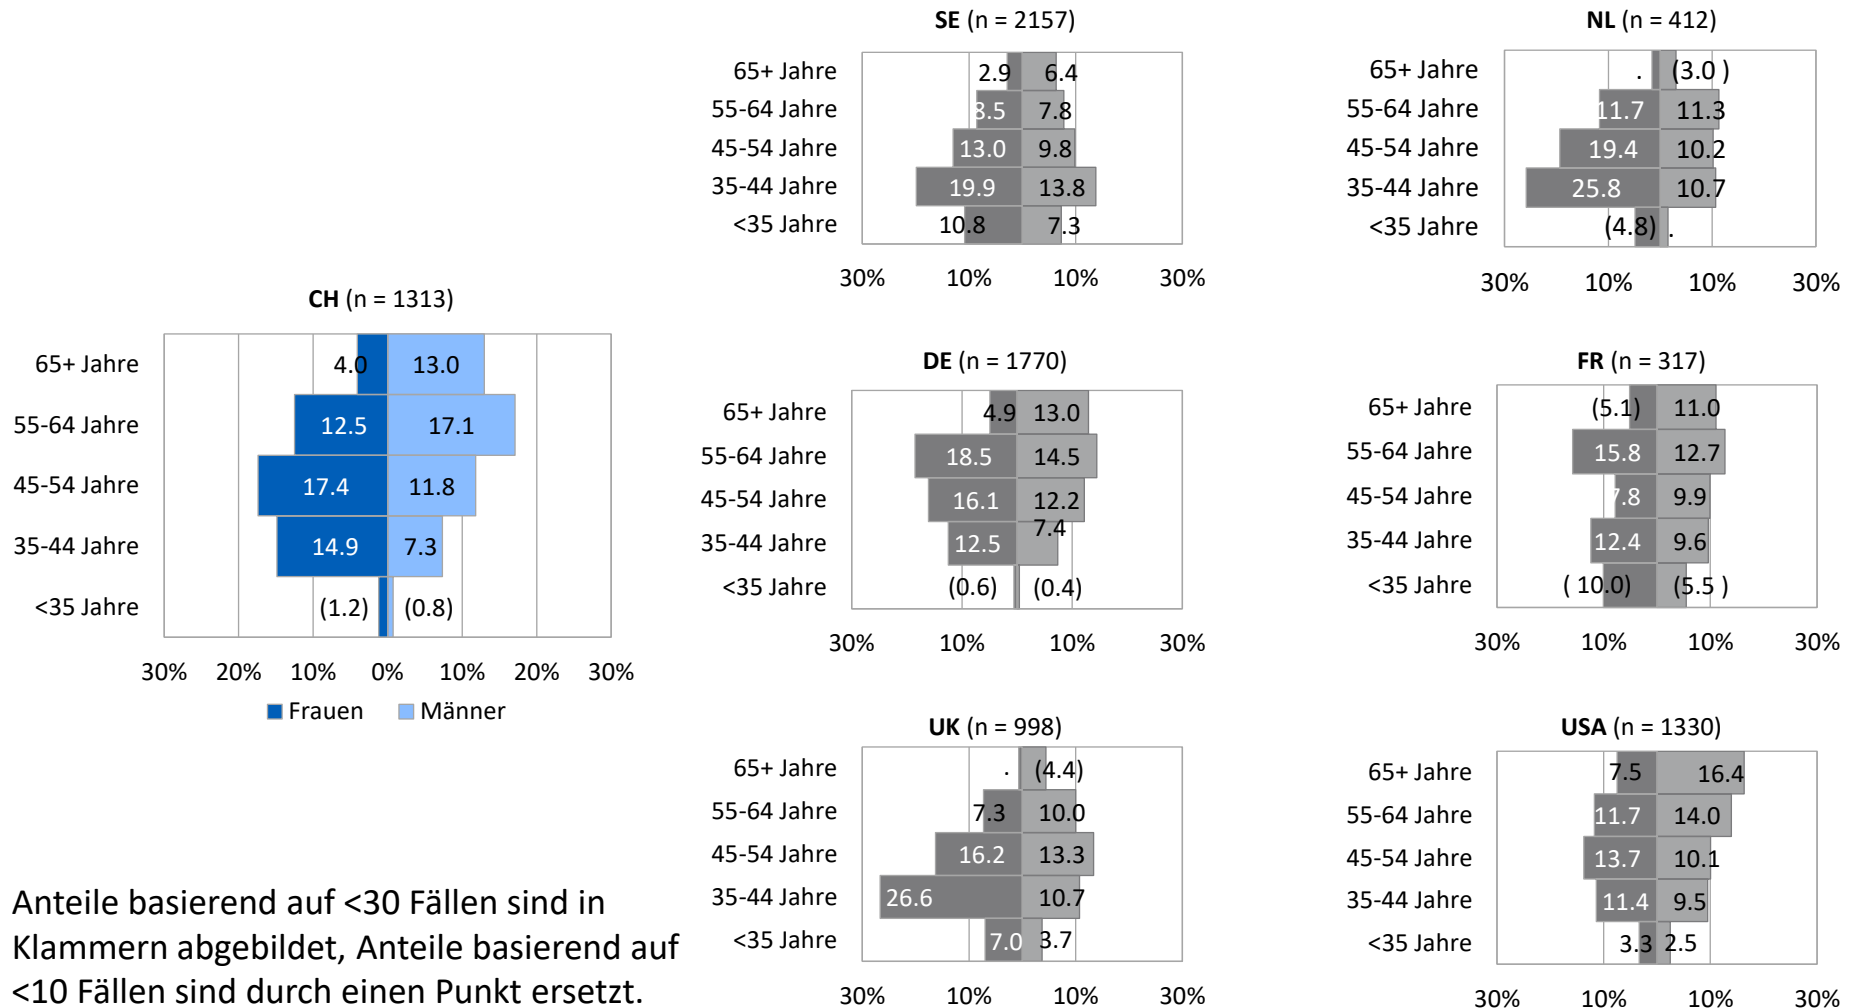 SE (n = 2157)
65+ Jahre 2.9 6.4
55-64 Jahre 8.5 7.8
45-54 Jahre 13.0 9.8
35-44 Jahre 19.9 13.8
<35 Jahre 10.8 7.3
30% 10% 10% 30%
NL (n = 412)
65+ Jahre . (3.0 )
55-64 Jahre 11.7 11.3
45-54 Jahre 19.4 10.2
35-44 Jahre 25.8 10.7
<35 Jahre (4.8) .
30% 10% 10% 30%
CH (n = 1313)
65+ Jahre 4.0 13.0
55-64 Jahre 12.5 17.1
45-54 Jahre 17.4 11.8
35-44 Jahre 14.9 7.3
<35 Jahre (1.2) (0.8)
30% 20% 10% 0% 10% 20% 30%
Frauen Männer
DE (n = 1770)
65+ Jahre 4.9 13.0
55-64 Jahre 18.5 14.5
45-54 Jahre 16.1 12.2
35-44 Jahre 12.5 7.4
<35 Jahre (0.6) (0.4)
30% 10% 10% 30%
FR (n = 317)
65+ Jahre (5.1) 11.0
55-64 Jahre 15.8 12.7
45-54 Jahre 7.8 9.9
35-44 Jahre 12.4 9.6
<35 Jahre ( 10.0) (5.5 )
30% 10% 10% 30%
UK (n = 998)
65+ Jahre . (4.4)
55-64 Jahre 7.3 10.0
45-54 Jahre 16.2 13.3
35-44 Jahre 26.6 10.7
<35 Jahre 7.0 3.7
30% 10% 10% 30%
USA (n = 1330)
65+ Jahre 7.5 16.4
55-64 Jahre 11.7 14.0
45-54 Jahre 13.7 10.1
35-44 Jahre 11.4 9.5
<35 Jahre 3.3 2.5
30% 10% 10% 30%
Anteile basierend auf <30 Fällen sind in
Klammern abgebildet, Anteile basierend auf
<10 Fällen sind durch einen Punkt ersetzt.